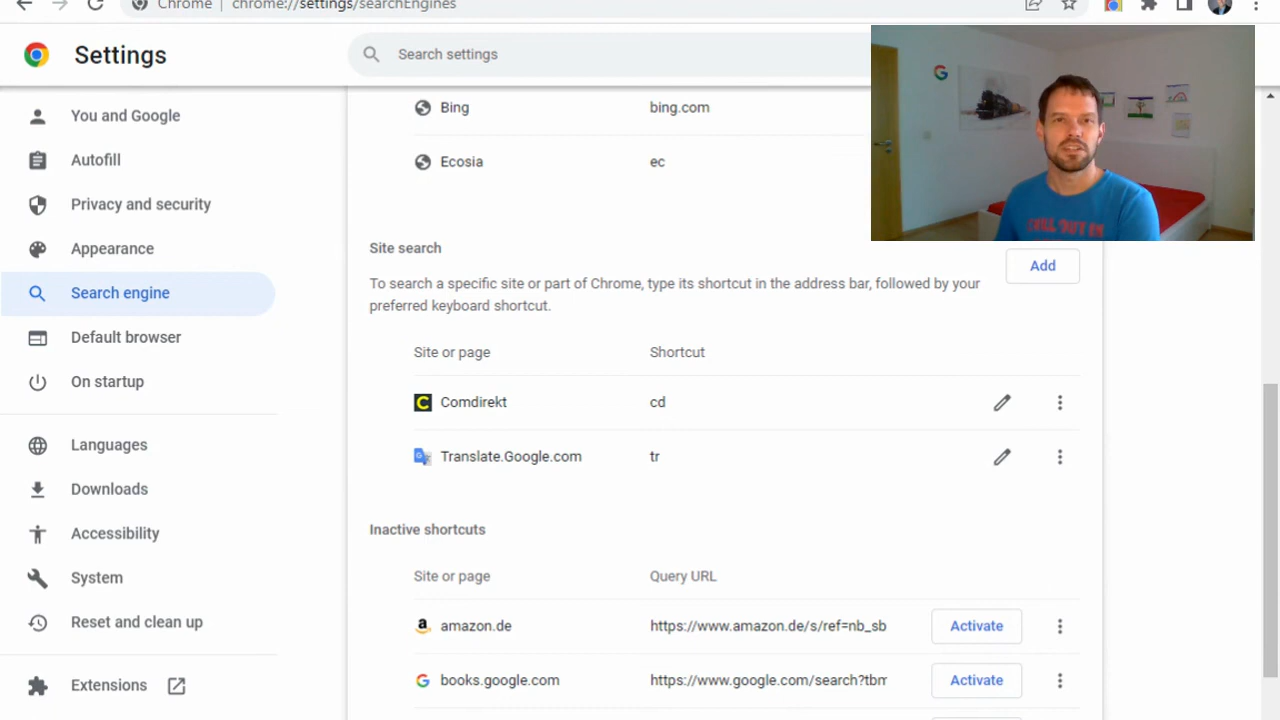 Chrome | chrome://settings/searchEngines
Settings
Search settings
You and Google
Autofill
Privacy and security
Appearance
Search engine
Default browser
On startup
Languages
Downloads
Accessibility
System
Reset and clean up
Extensions
Bing bing.com
Ecosia ec
Site search
Add
To search a specific site or part of Chrome, type its shortcut in the address bar, followed by your
preferred keyboard shortcut.
Site or page Shortcut
Comdirekt cd
Translate.Google.com tr
Inactive shortcuts
Site or page Query URL
amazon.de https://www.amazon.de/s/ref=nb_sb Activate
books.google.com https://www.google.com/search?tbm Activate